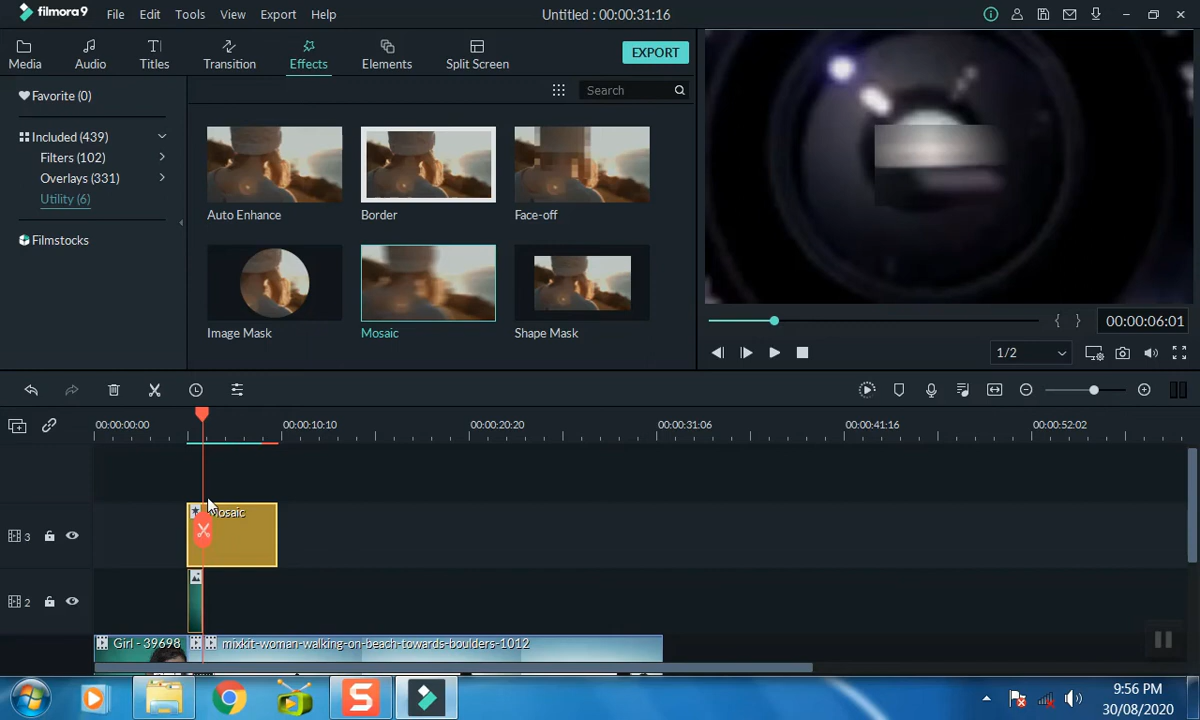 filmora9
File Edit Tools View Export Help
Untitled : 00:00:31:16
Media Audio Titles Transition Effects Elements Split Screen
EXPORT
Favorite (0)
Search
Included (439)
Filters (102)
Overlays (331)
Utility (6)
Filmstocks
Auto Enhance Border Face-off
Image Mask Mosaic Shape Mask
00:00:06:01
1/2
00:00:00:00 00:00:10:10 00:00:20:20 00:00:31:06 00:00:41:16 00:00:52:02
Mosaic
3
2
Girl - 39698 mixkit-woman-walking-on-beach-towards-boulders-1012
9:56 PM
30/08/2020